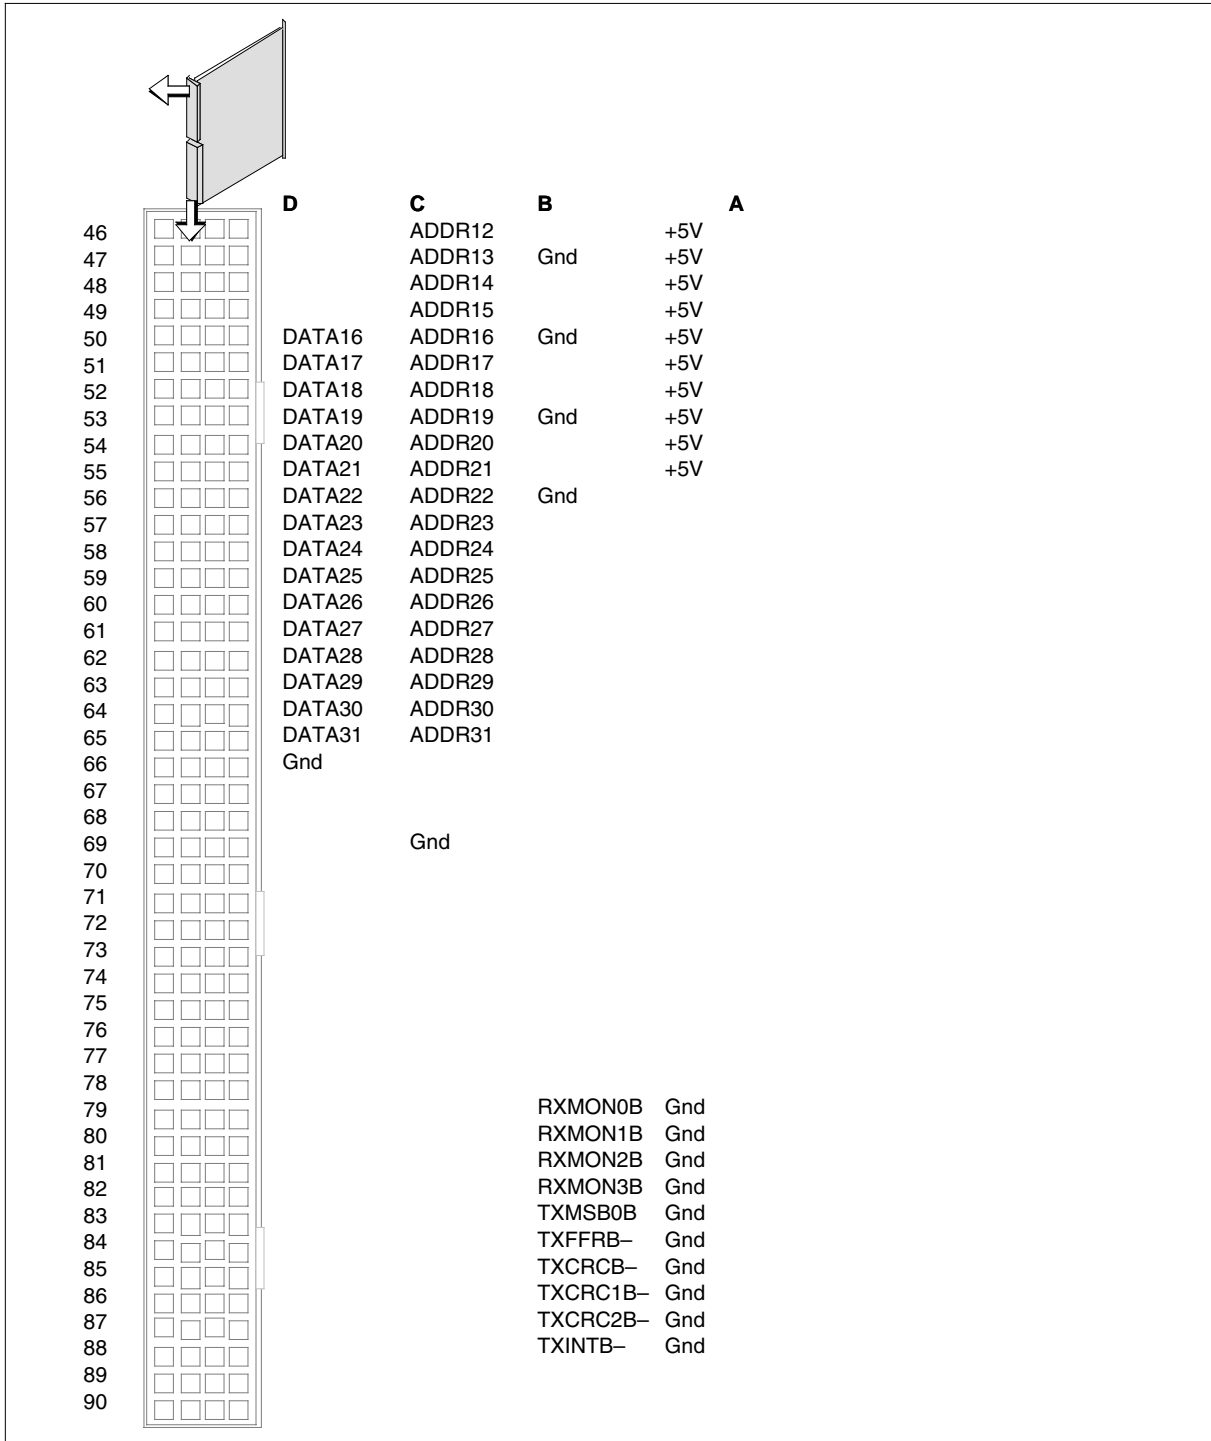 D C B A
46 ADDR12 +5V
47 ADDR13 Gnd +5V
48 ADDR14 +5V
49 ADDR15 +5V
50 DATA16 ADDR16 Gnd +5V
51 DATA17 ADDR17 +5V
52 DATA18 ADDR18 +5V
53 DATA19 ADDR19 Gnd +5V
54 DATA20 ADDR20 +5V
55 DATA21 ADDR21 +5V
56 DATA22 ADDR22 Gnd
57 DATA23 ADDR23
58 DATA24 ADDR24
59 DATA25 ADDR25
60 DATA26 ADDR26
61 DATA27 ADDR27
62 DATA28 ADDR28
63 DATA29 ADDR29
64 DATA30 ADDR30
65 DATA31 ADDR31
66 Gnd
67
68
69 Gnd
70
71
72
73
74
75
76
77
78
79 RXMON0B Gnd
80 RXMON1B Gnd
81 RXMON2B Gnd
82 RXMON3B Gnd
83 TXMSB0B Gnd
84 TXFFRB– Gnd
85 TXCRCB– Gnd
86 TXCRC1B– Gnd
87 TXCRC2B– Gnd
88 TXINTB– Gnd
89
90